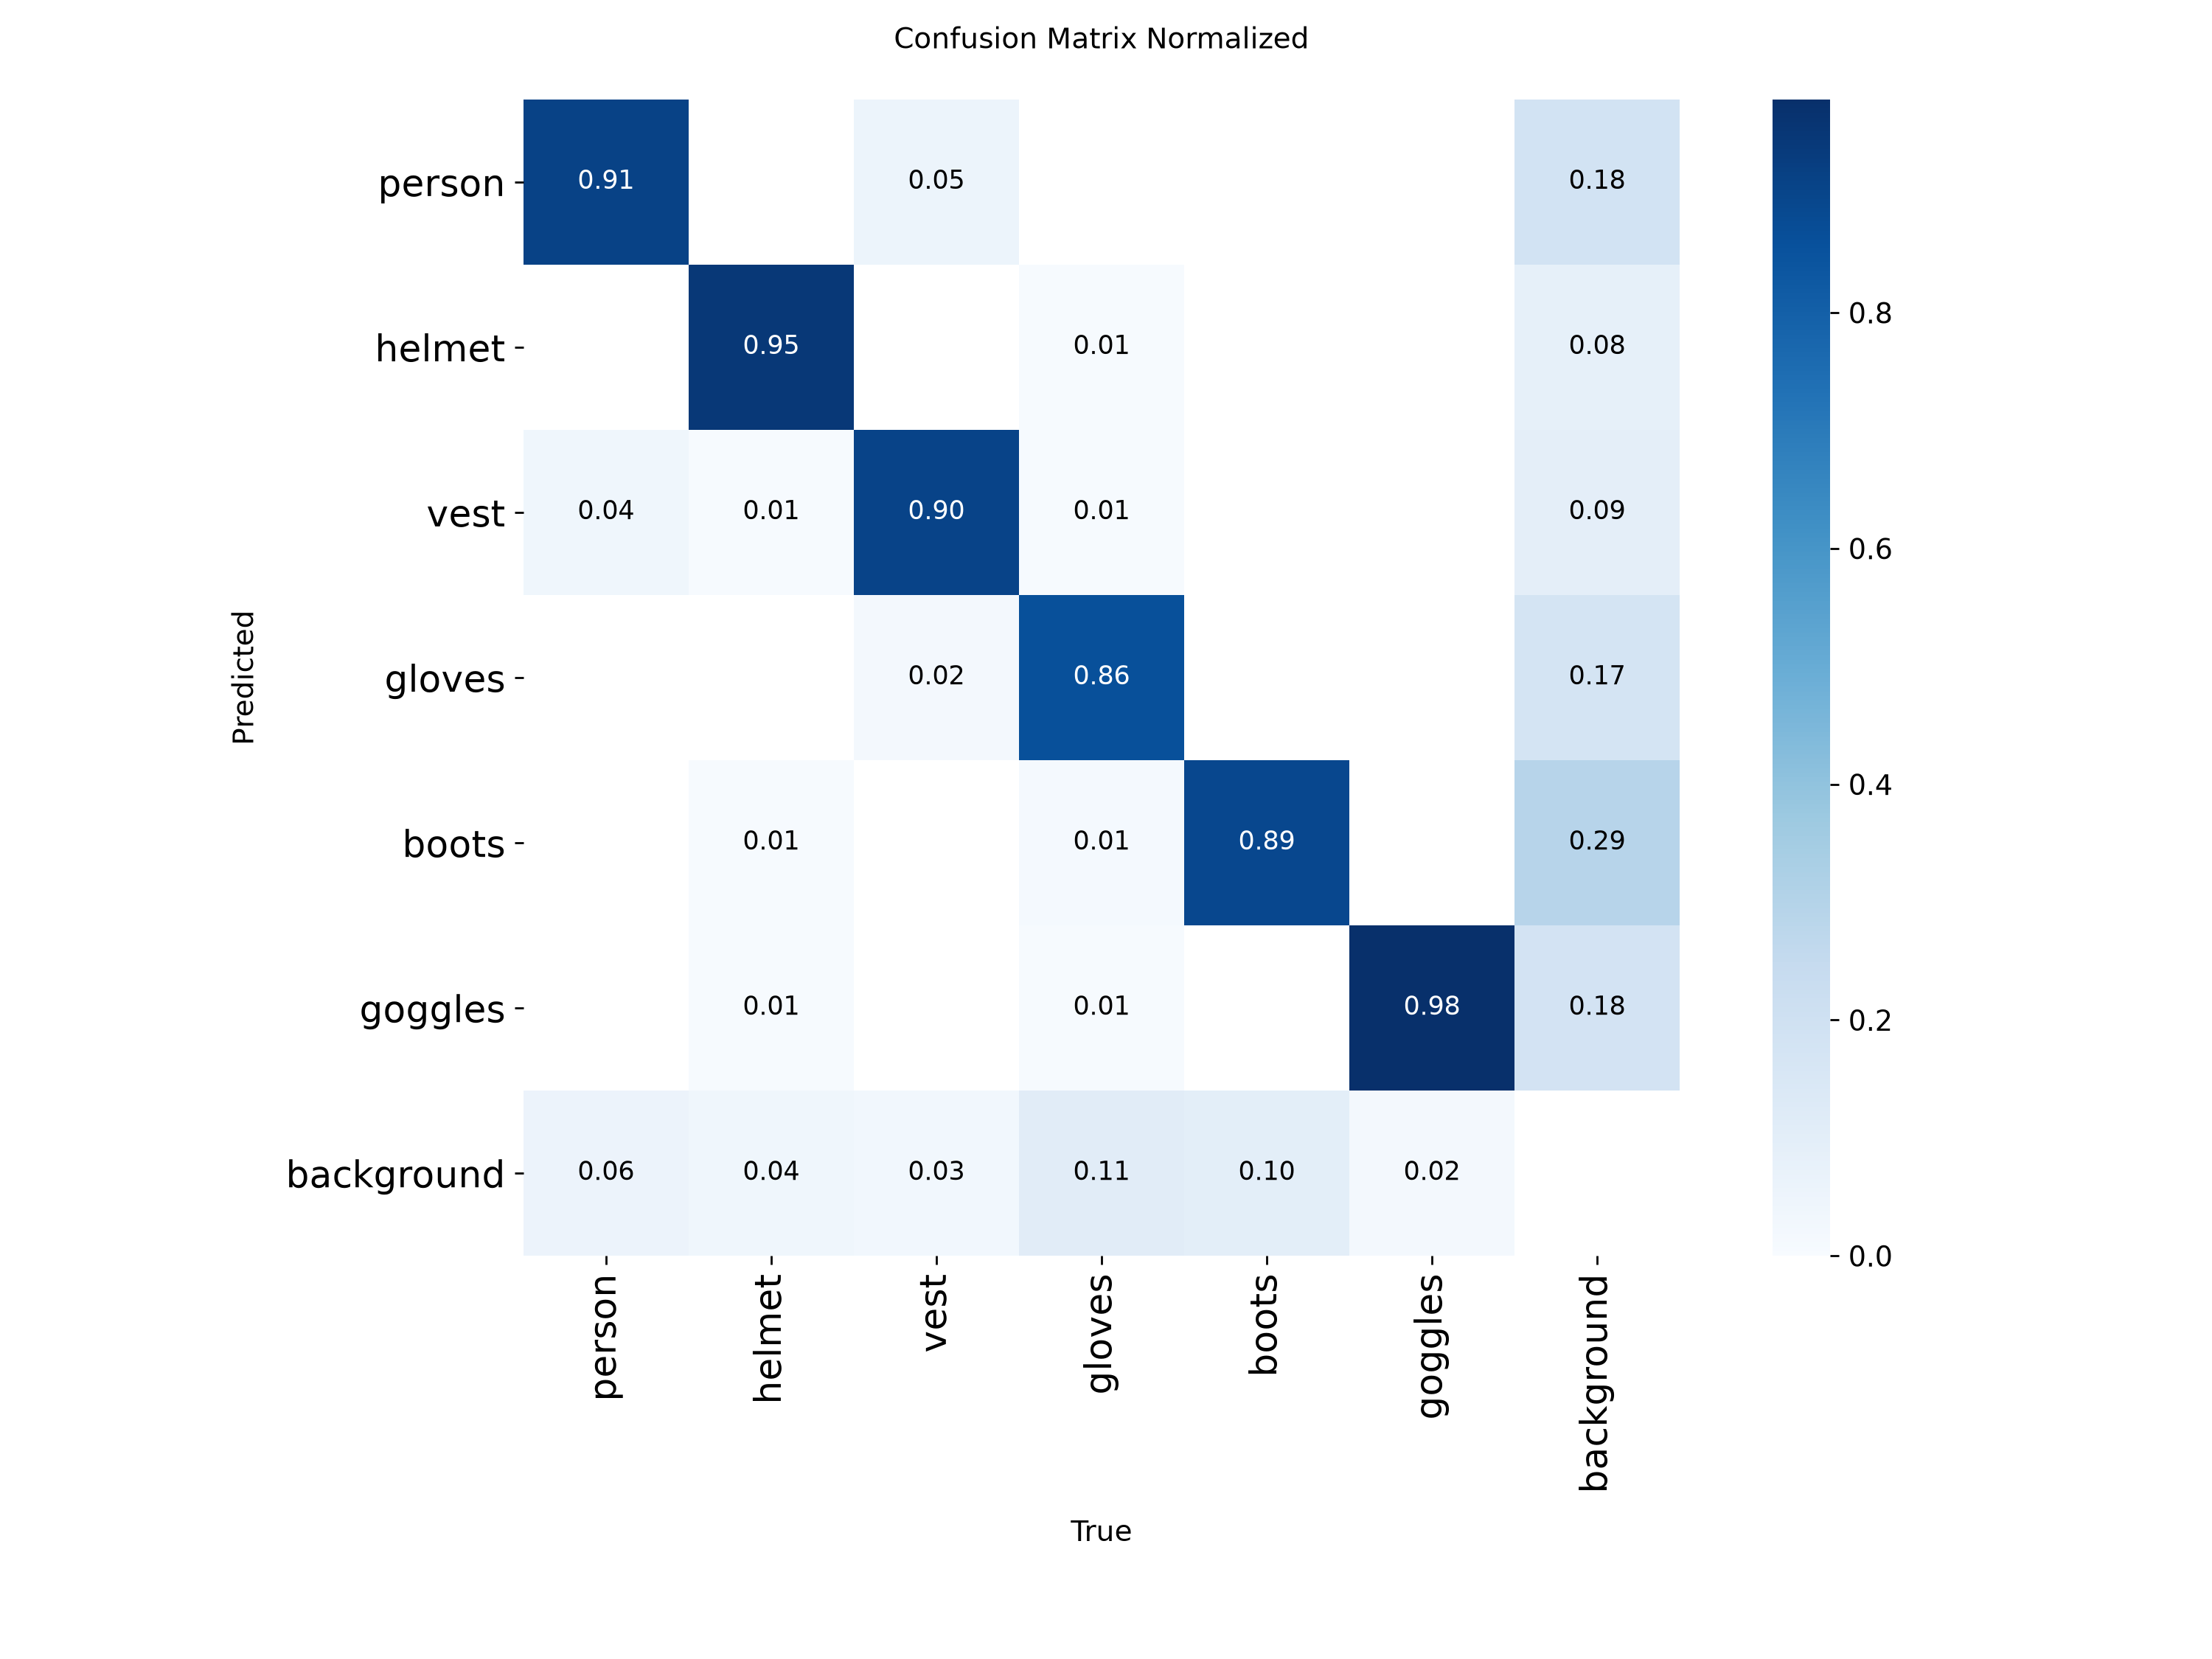 Confusion Matrix Normalized
person 0.91 0.05 0.18
helmet 0.95 0.01 0.08
vest 0.04 0.01 0.90 0.01 0.09
gloves 0.02 0.86 0.17
boots 0.01 0.01 0.89 0.29
goggles 0.01 0.01 0.98 0.18
background 0.06 0.04 0.03 0.11 0.10 0.02
person helmet vest gloves boots goggles background
Predicted
True
0.8
0.6
0.4
0.2
0.0